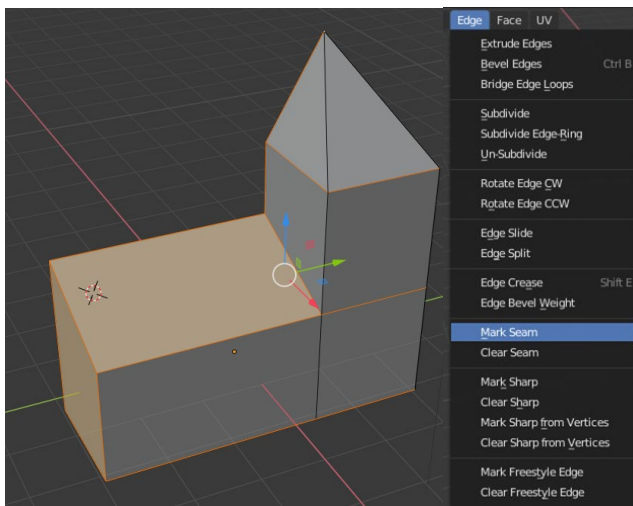 Edge Face UV
Extrude Edges
Bevel Edges Ctrl B
Bridge Edge Loops
Subdivide
Subdivide Edge-Ring
Un-Subdivide
Rotate Edge CW
Rotate Edge CCW
Edge Slide
Edge Split
Edge Crease Shift E
Edge Bevel Weight
Mark Seam
Clear Seam
Mark Sharp
Clear Sharp
Mark Sharp from Vertices
Clear Sharp from Vertices
Mark Freestyle Edge
Clear Freestyle Edge